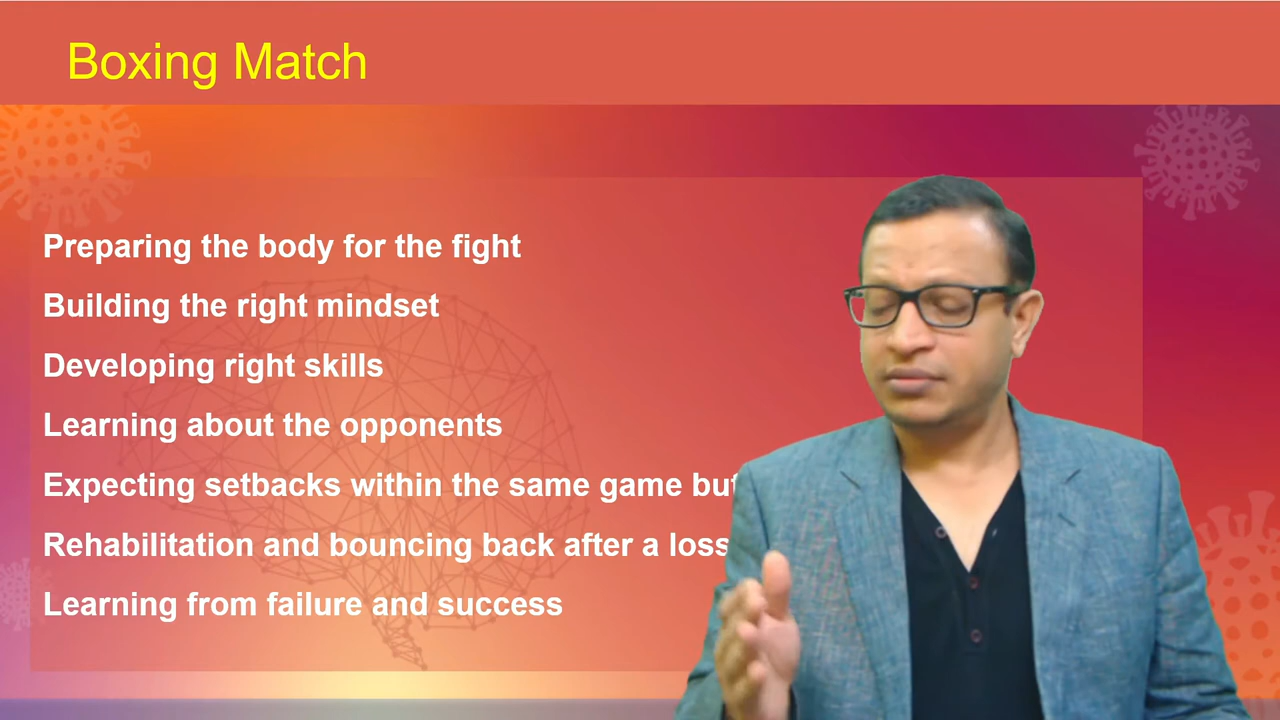 Boxing Match
Preparing the body for the fight
Building the right mindset
Developing right skills
Learning about the opponents
Expecting setbacks within the same game but
Rehabilitation and bouncing back after a loss
Learning from failure and success